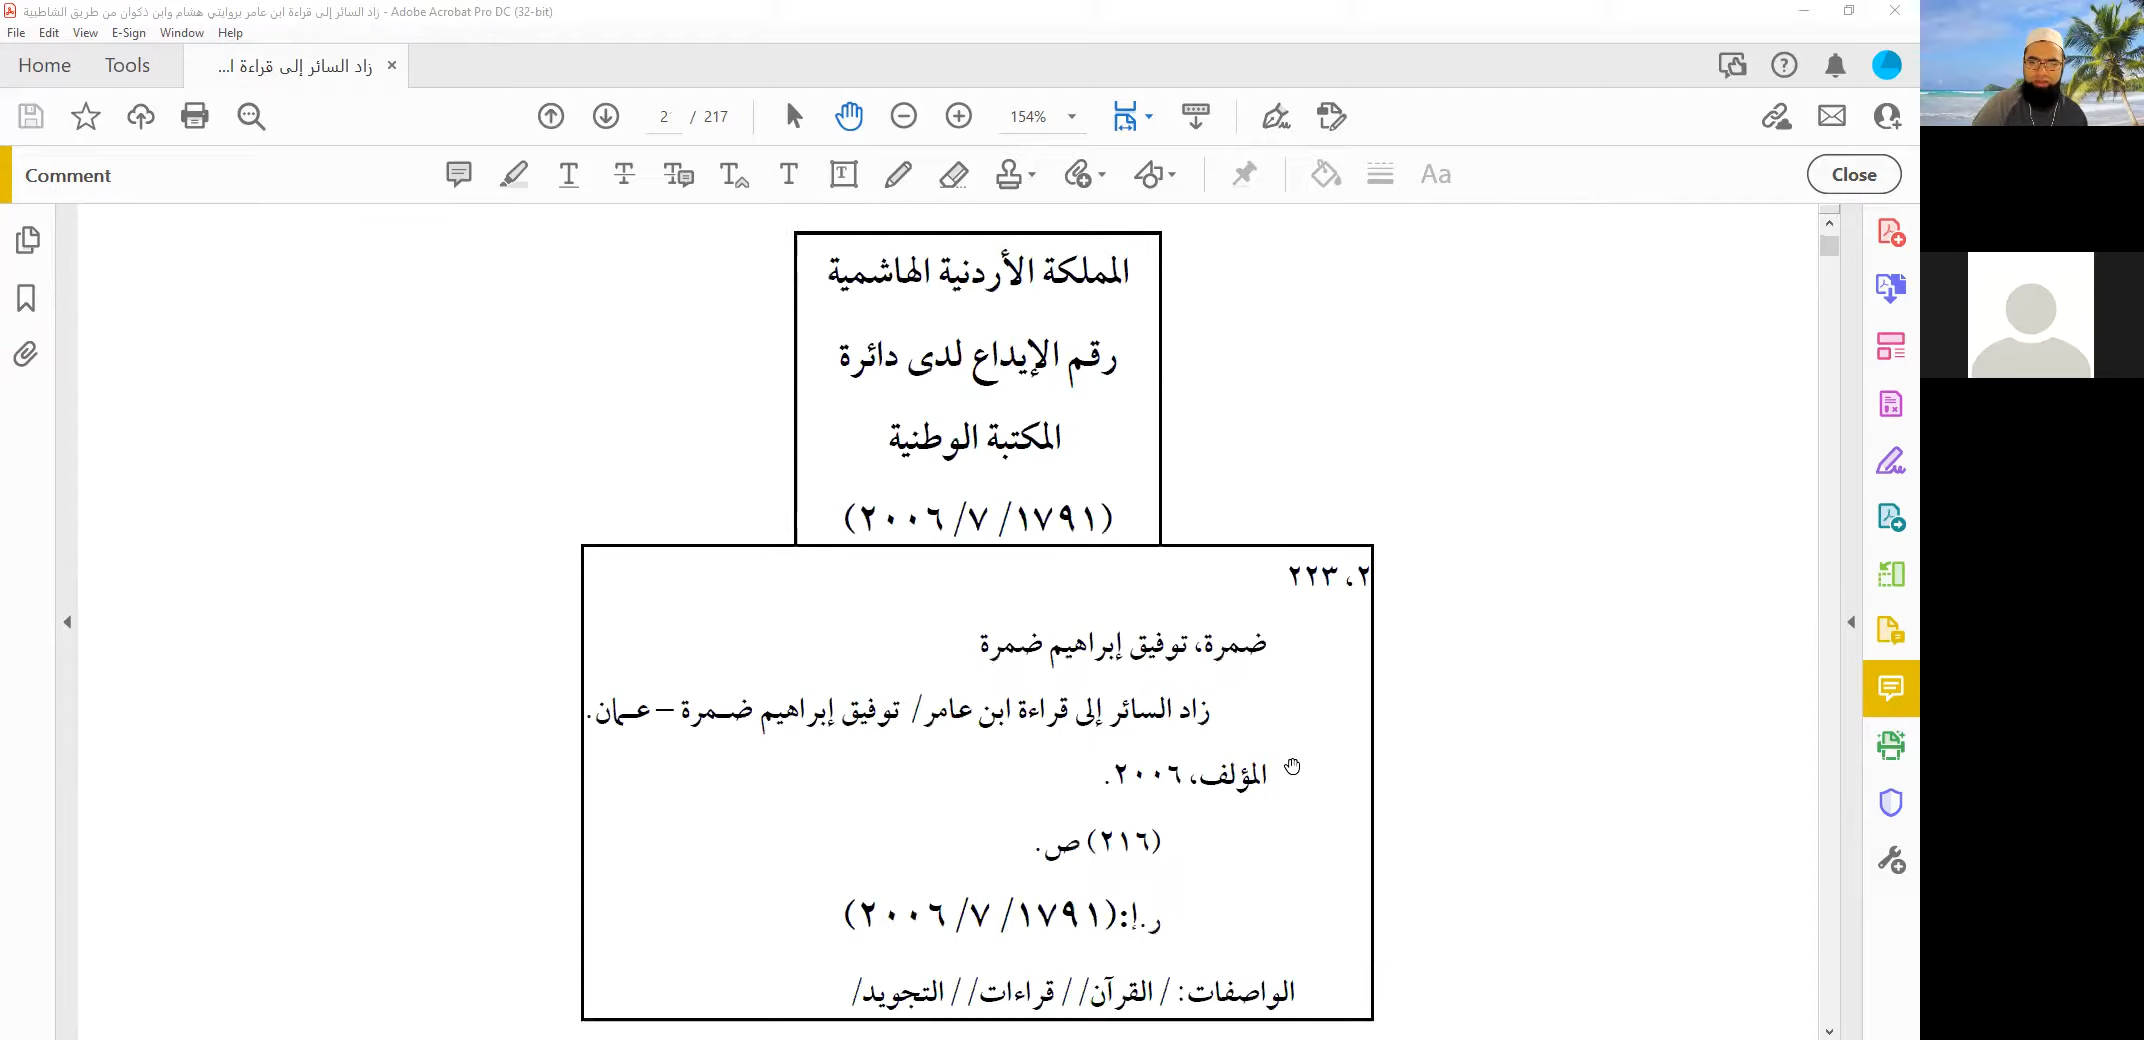 زاد السائر إلى قراءة ابن عامر بروايتي هشام وابن ذكوان من طريق الشاطبية - Adobe Acrobat Pro DC (32-bit)
File Edit View E-Sign Window Help
Home Tools زاد السائر إلى قراءة ا...
2 / 217 154%
Comment Close
المملكة الأردنية الهاشمية
رقم الإيداع لدى دائرة
المكتبة الوطنية
(١٧٩١/ ٧/ ٢٠٠٦)
٢، ٢٢٣
ضمرة، توفيق إبراهيم ضمرة
زاد السائر إلى قراءة ابن عامر/ توفيق إبراهيم ضـمرة – عـمان.
المؤلف، ٢٠٠٦.
(٢١٦) ص.
ر.إ:(١٧٩١/ ٧/ ٢٠٠٦)
الواصفات: / القرآن/ / قراءات/ / التجويد/